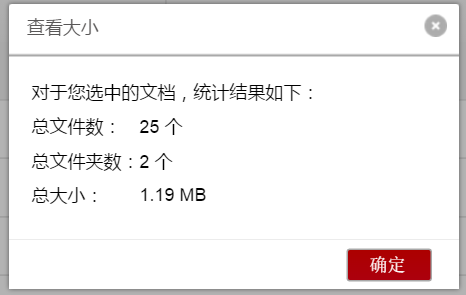 查看大小
对于您选中的文档，统计结果如下：
总文件数： 25 个
总文件夹数：2 个
总大小： 1.19 MB
确定